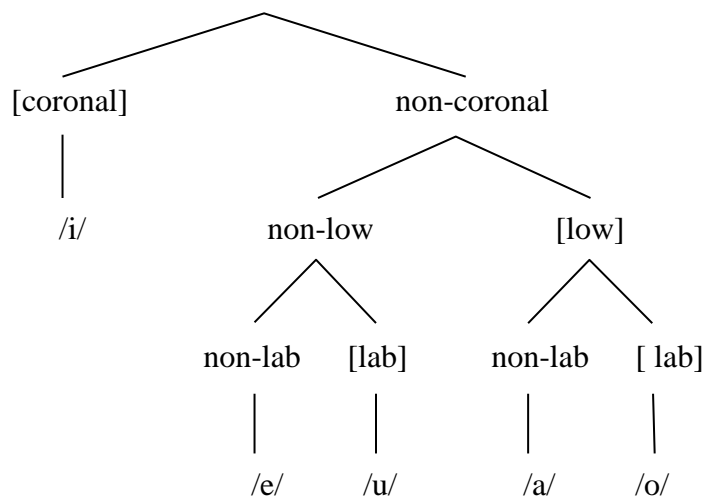 [coronal] non-coronal
/i/ non-low [low]
non-lab [lab] non-lab [ lab]
/e/ /u/ /a/ /o/